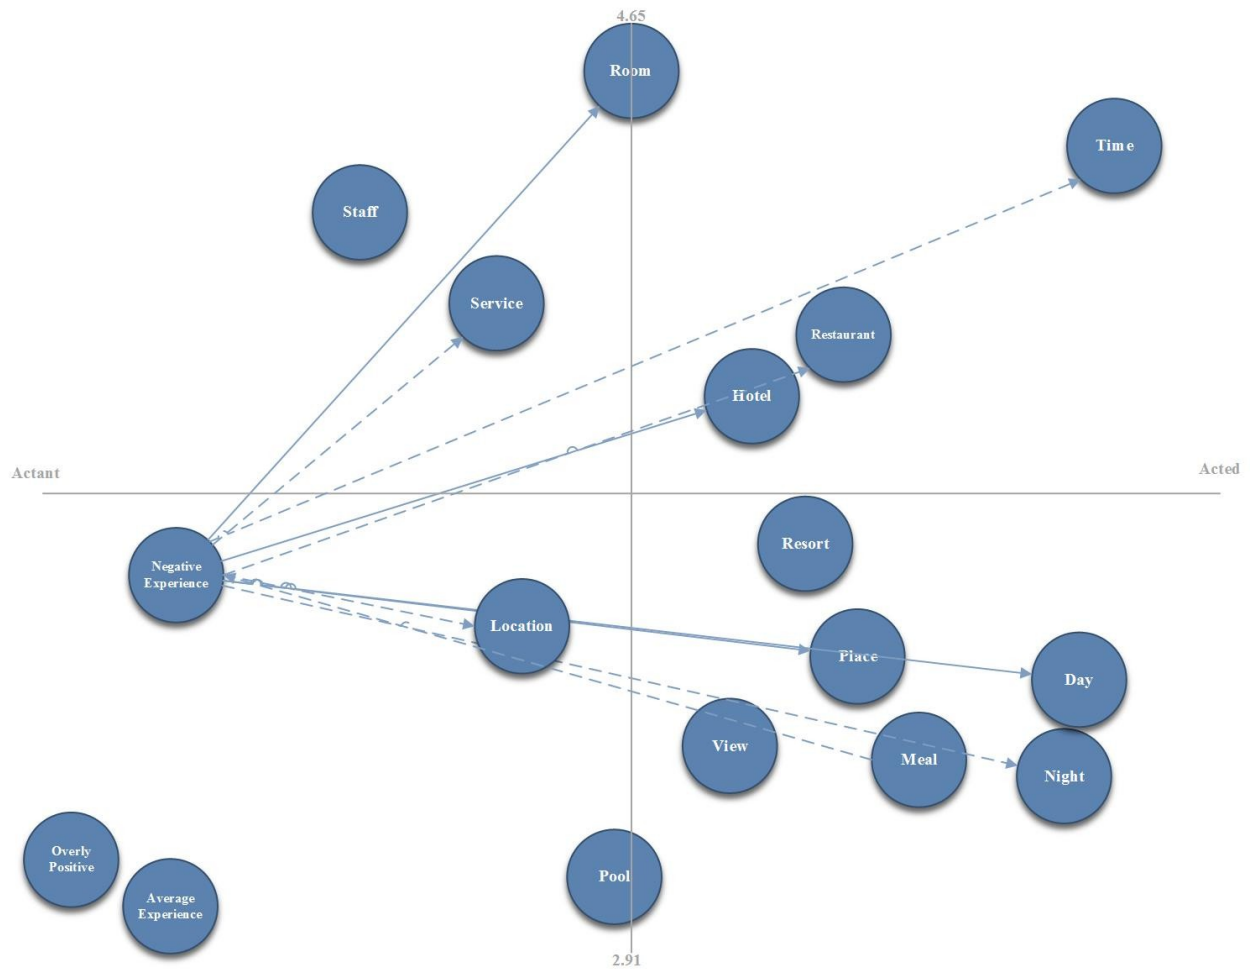 4.65
Room
Time
Staff
Service
Restaurant
Hotel
Actant
Acted
Resort
Negative
Experience
Location
Place
Day
View
Meal
Night
Overly
Positive
Pool
Average
Experience
2.91